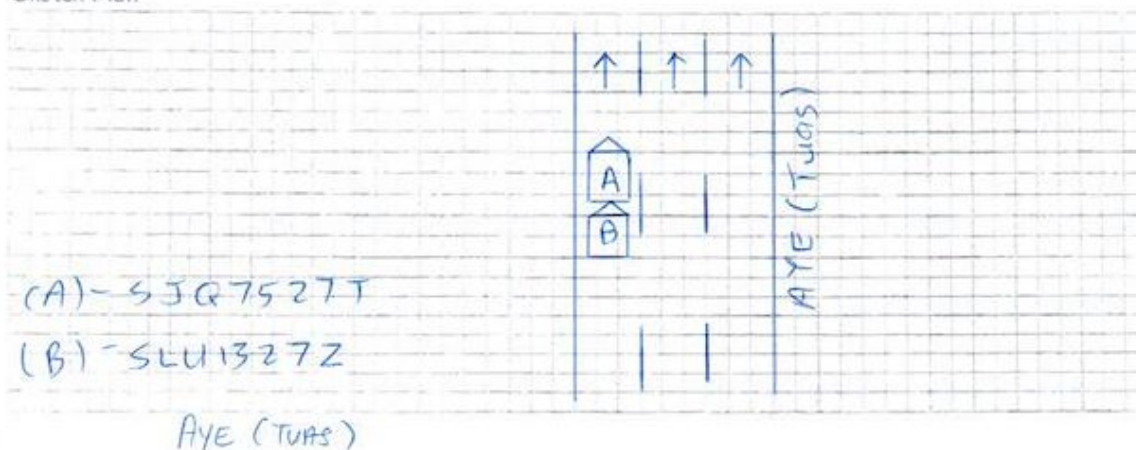 A
B
AYE (Tuas)
(A) - SJQ7527T
(B) - SLU1327Z
AYE (TUAS)